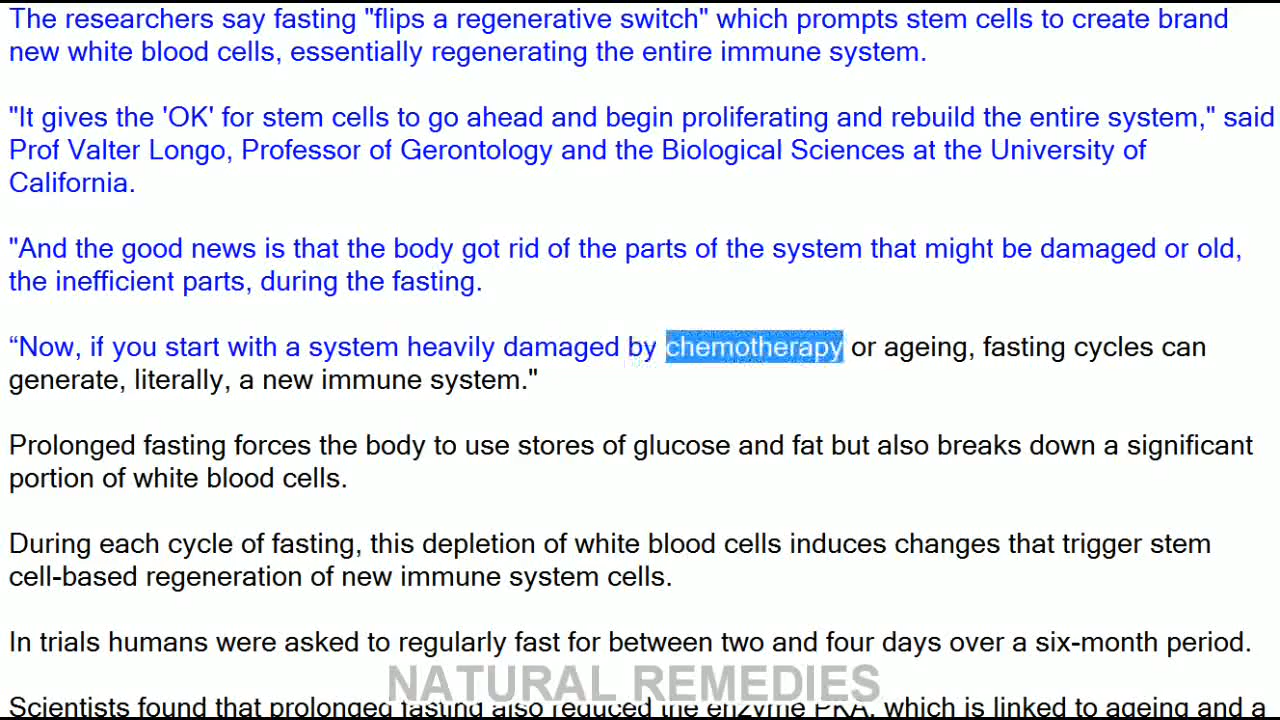 The researchers say fasting "flips a regenerative switch" which prompts stem cells to create brand
new white blood cells, essentially regenerating the entire immune system.
"It gives the 'OK' for stem cells to go ahead and begin proliferating and rebuild the entire system," said
Prof Valter Longo, Professor of Gerontology and the Biological Sciences at the University of
California.
"And the good news is that the body got rid of the parts of the system that might be damaged or old,
the inefficient parts, during the fasting.
“Now, if you start with a system heavily damaged by chemotherapy or ageing, fasting cycles can
generate, literally, a new immune system."
Prolonged fasting forces the body to use stores of glucose and fat but also breaks down a significant
portion of white blood cells.
During each cycle of fasting, this depletion of white blood cells induces changes that trigger stem
cell-based regeneration of new immune system cells.
In trials humans were asked to regularly fast for between two and four days over a six-month period.
NATURAL REMEDIES
Scientists found that prolonged fasting also reduced the enzyme PKA, which is linked to ageing and a